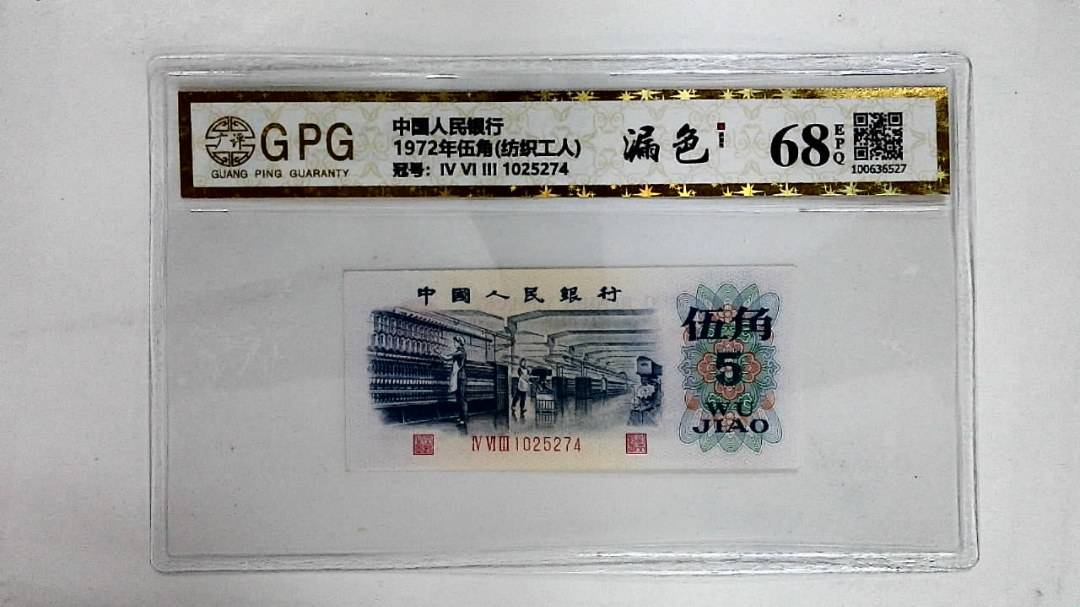 GPG
GUANG PING GUARANTY
中国人民银行
1972年伍角(纺织工人)
冠号：Ⅳ Ⅵ Ⅲ 1025274
漏色
68
EPQ
100636527
中國人民銀行
伍角
5
WU
JIAO
Ⅳ Ⅵ Ⅲ 1025274